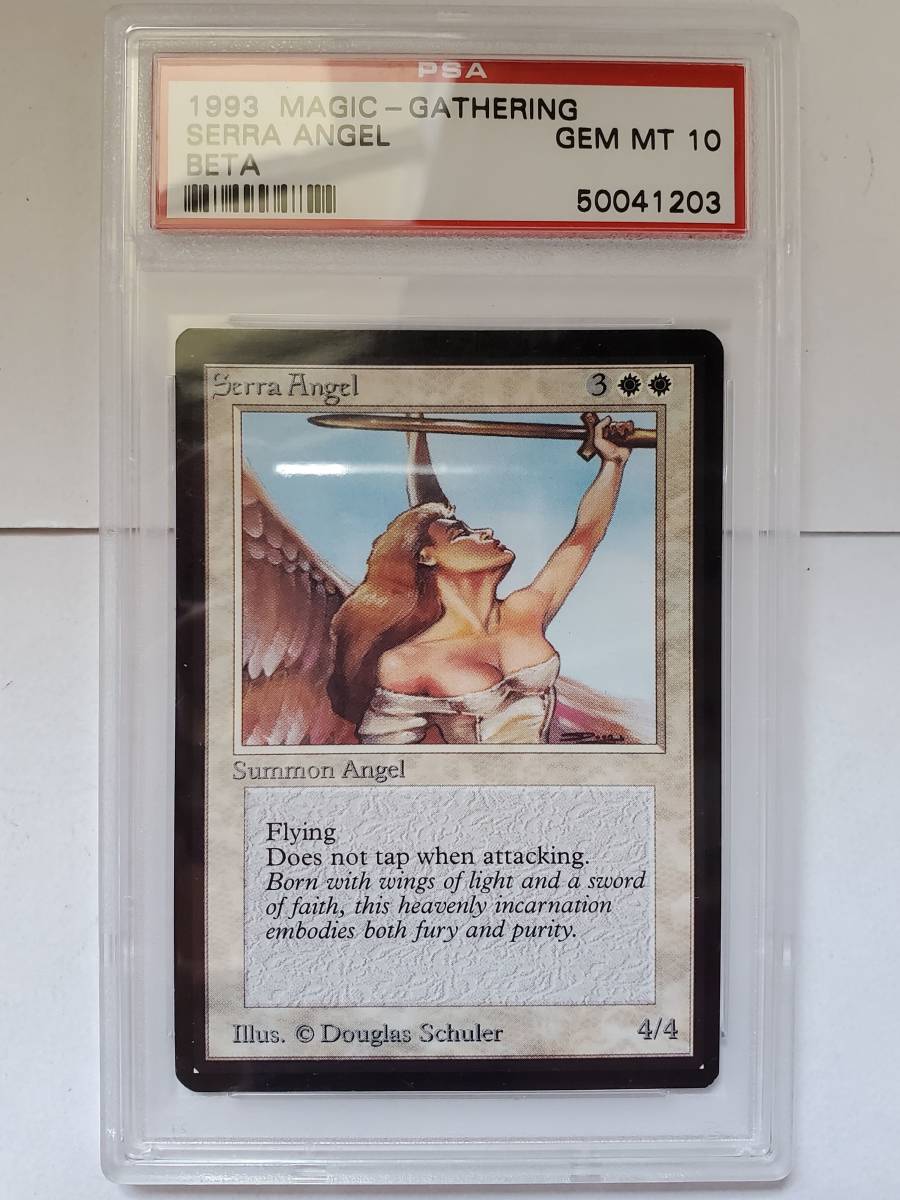 PSA
1993 MAGIC-GATHERING
SERRA ANGEL GEM MT 10
BETA
50041203
Serra Angel 3
Summon Angel
Flying
Does not tap when attacking.
Born with wings of light and a sword
of faith, this heavenly incarnation
embodies both fury and purity.
Illus. © Douglas Schuler 4/4